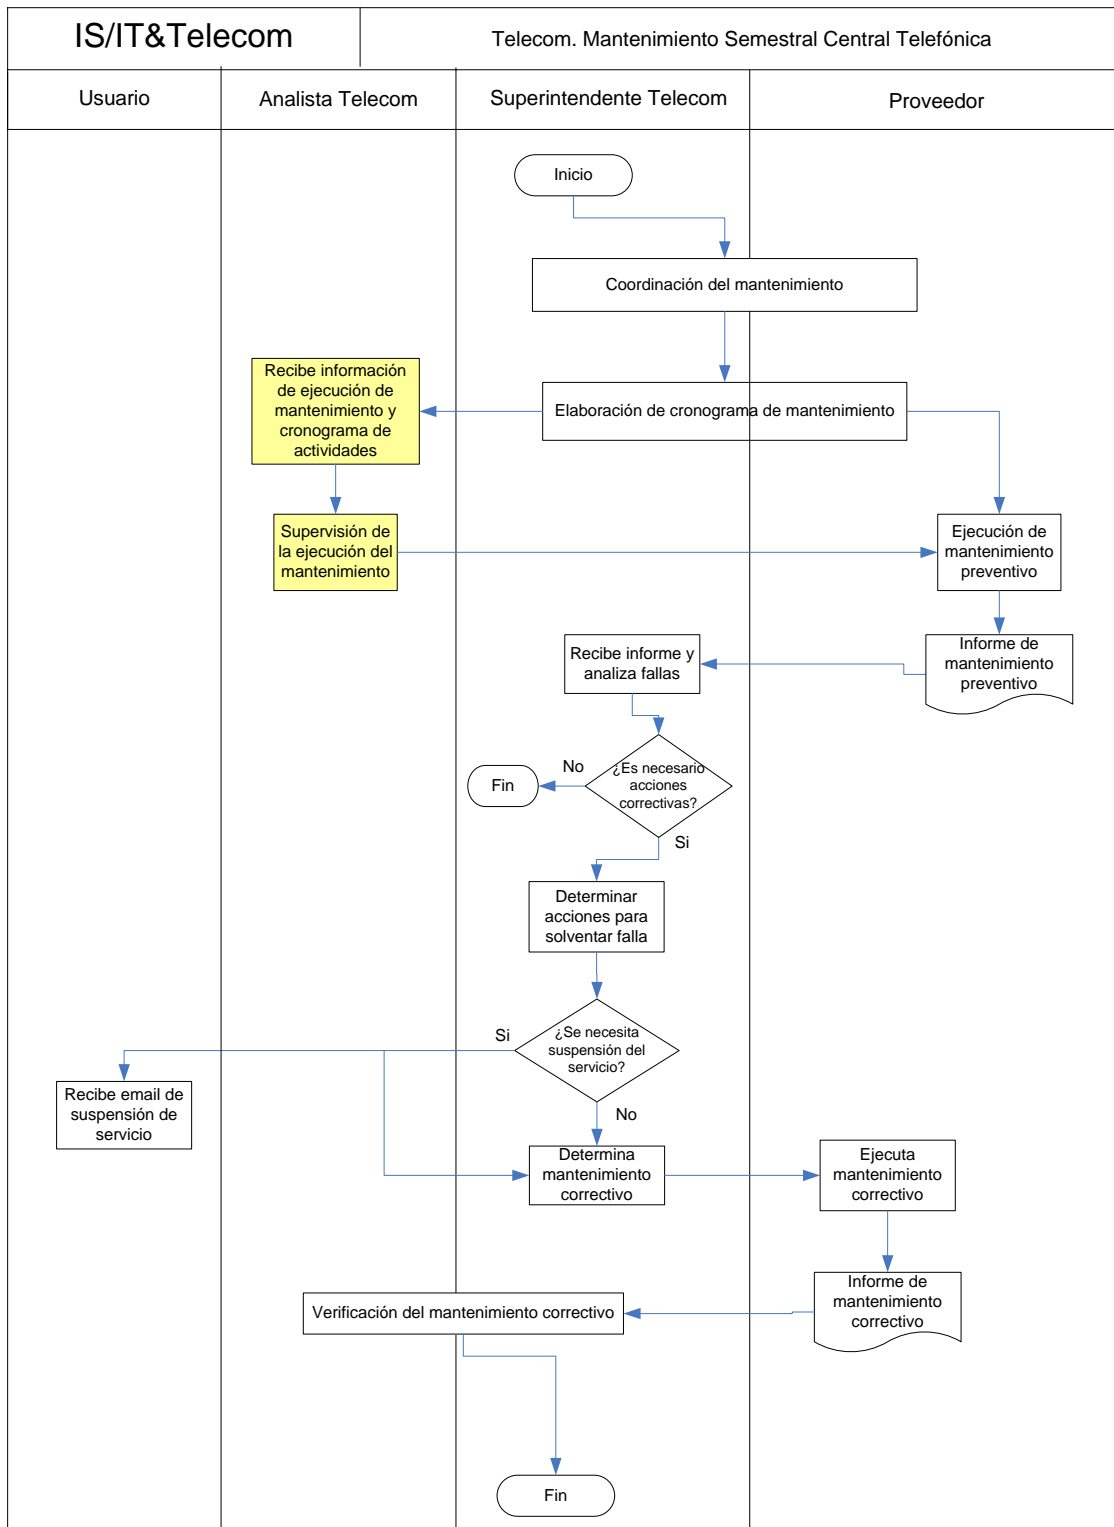 IS/IT&Telecom
Telecom. Mantenimiento Semestral Central Telefónica
Usuario
Analista Telecom
Superintendente Telecom
Proveedor
Inicio
Coordinación del mantenimiento
Recibe información
de ejecución de
mantenimiento y
cronograma de
actividades
Elaboración de cronograma de mantenimiento
Supervisión de
la ejecución del
mantenimiento
Ejecución de
mantenimiento
preventivo
Recibe informe y
analiza fallas
Informe de
mantenimiento
preventivo
¿Es necesario
acciones
correctivas?
No
Fin
Si
Determinar
acciones para
solventar falla
¿Se necesita
suspensión del
servicio?
Si
Recibe email de
suspensión de
servicio
No
Determina
mantenimiento
correctivo
Ejecuta
mantenimiento
correctivo
Informe de
mantenimiento
correctivo
Verificación del mantenimiento correctivo
Fin